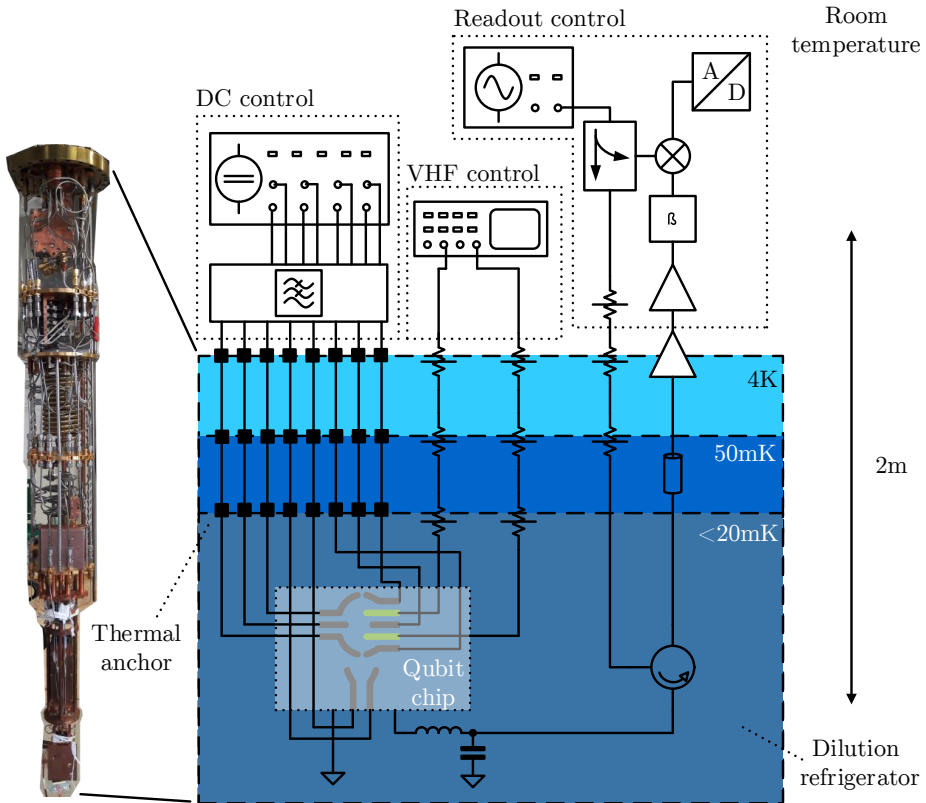 Readout control
Room
temperature
A
D
DC control
VHF control
ß
4K
50mK
2m
<20mK
Thermal
anchor
Qubit
chip
Dilution
refrigerator